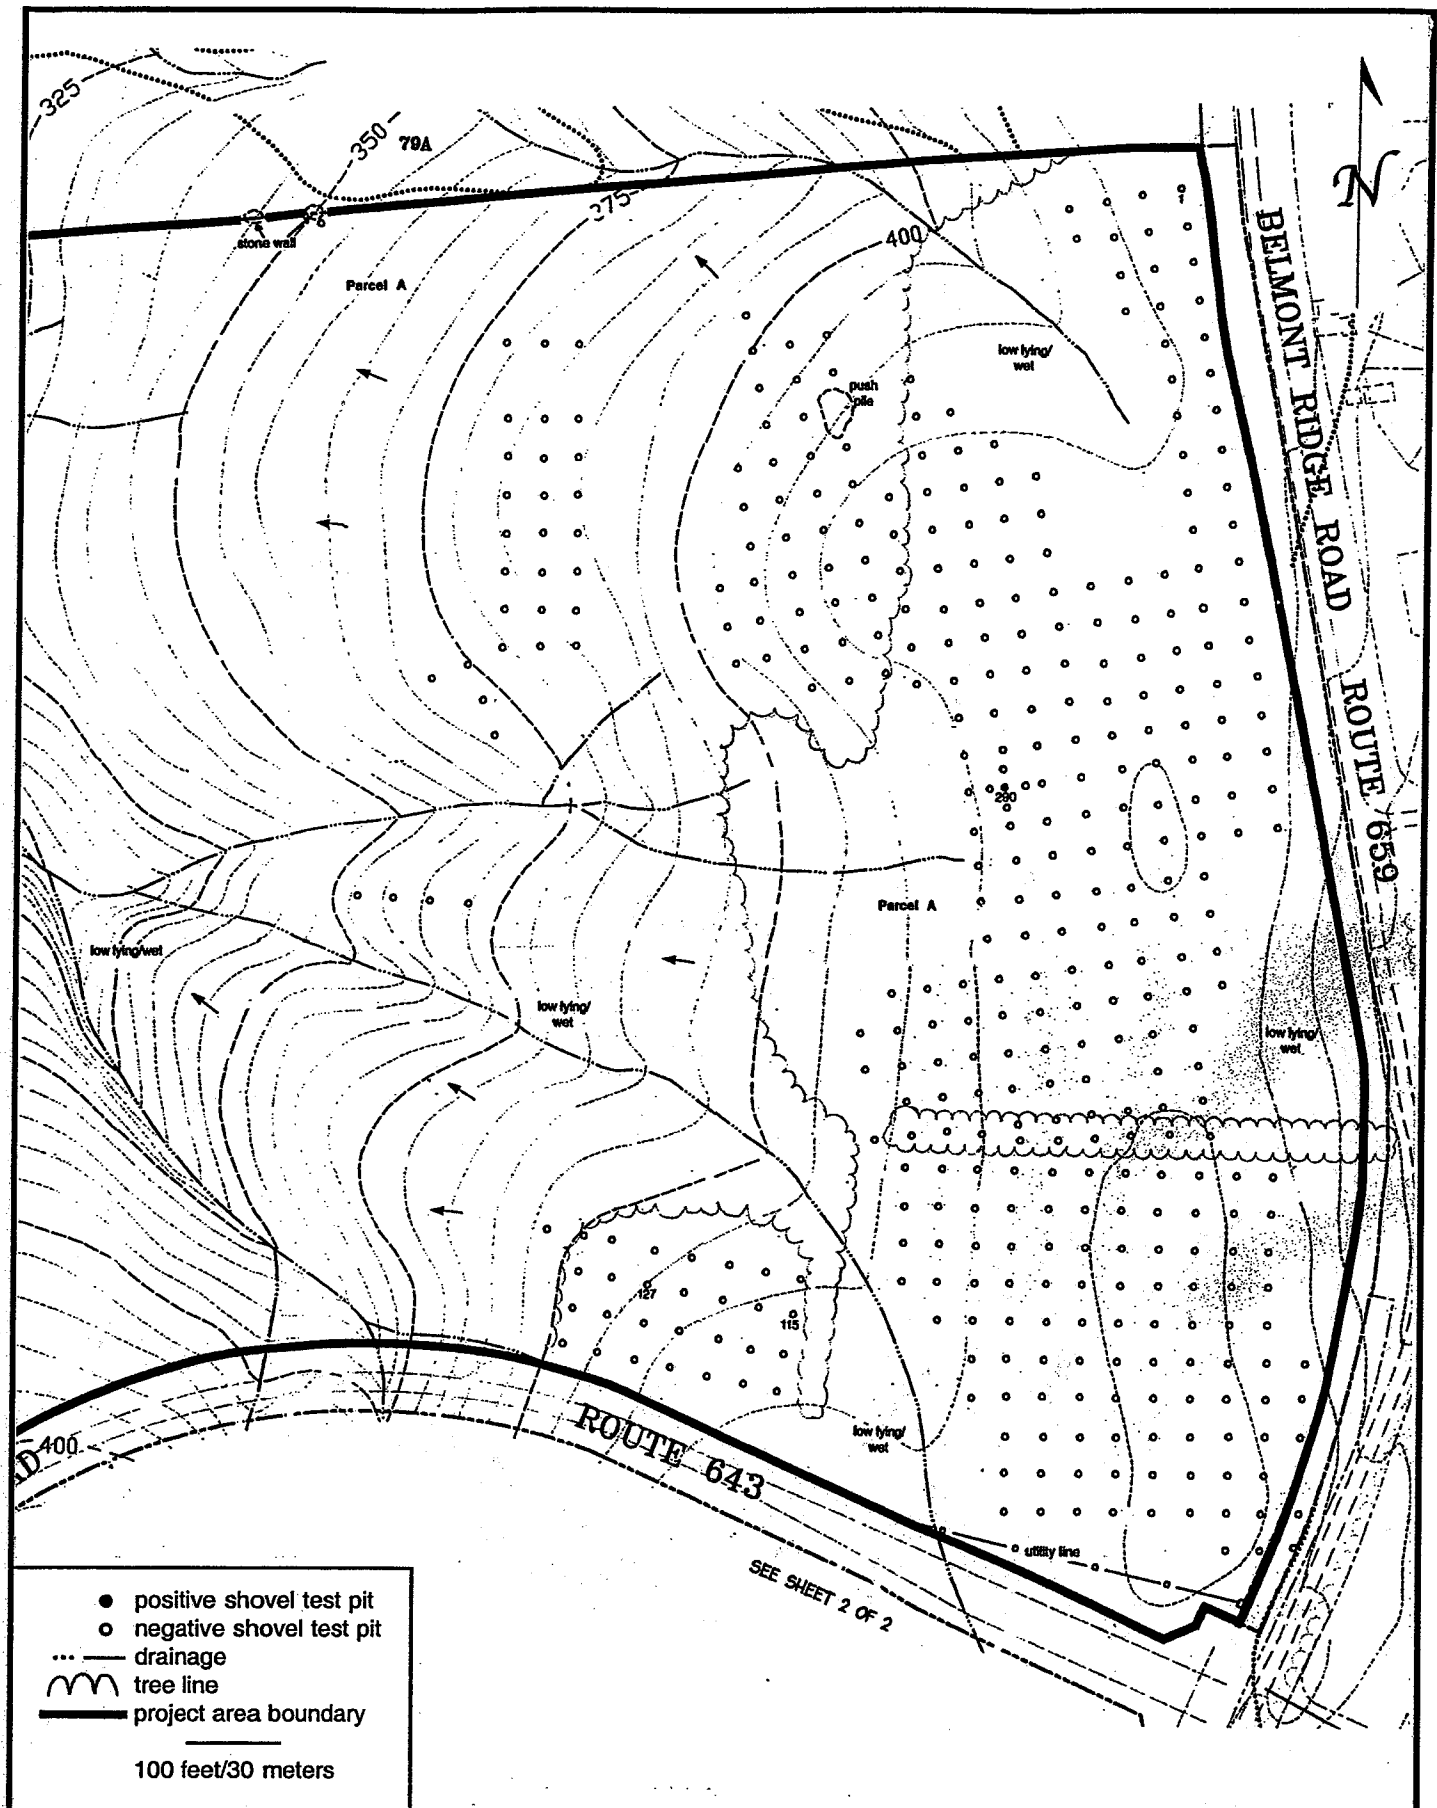 325
350
79A
275
400
N
stone wall
Parcel A
BELMONT RIDGE ROAD ROUTE 659
1
low lying/
wet
push
pile
290
Parcel A
low lying/wet
low lying/
wet
low lying/
wet
127
115
low lying/
wet
400
ROUTE 643
utility line
SEE SHEET 2 OF 2
positive shovel test pit
negative shovel test pit
drainage
tree line
project area boundary
100 feet/30 meters